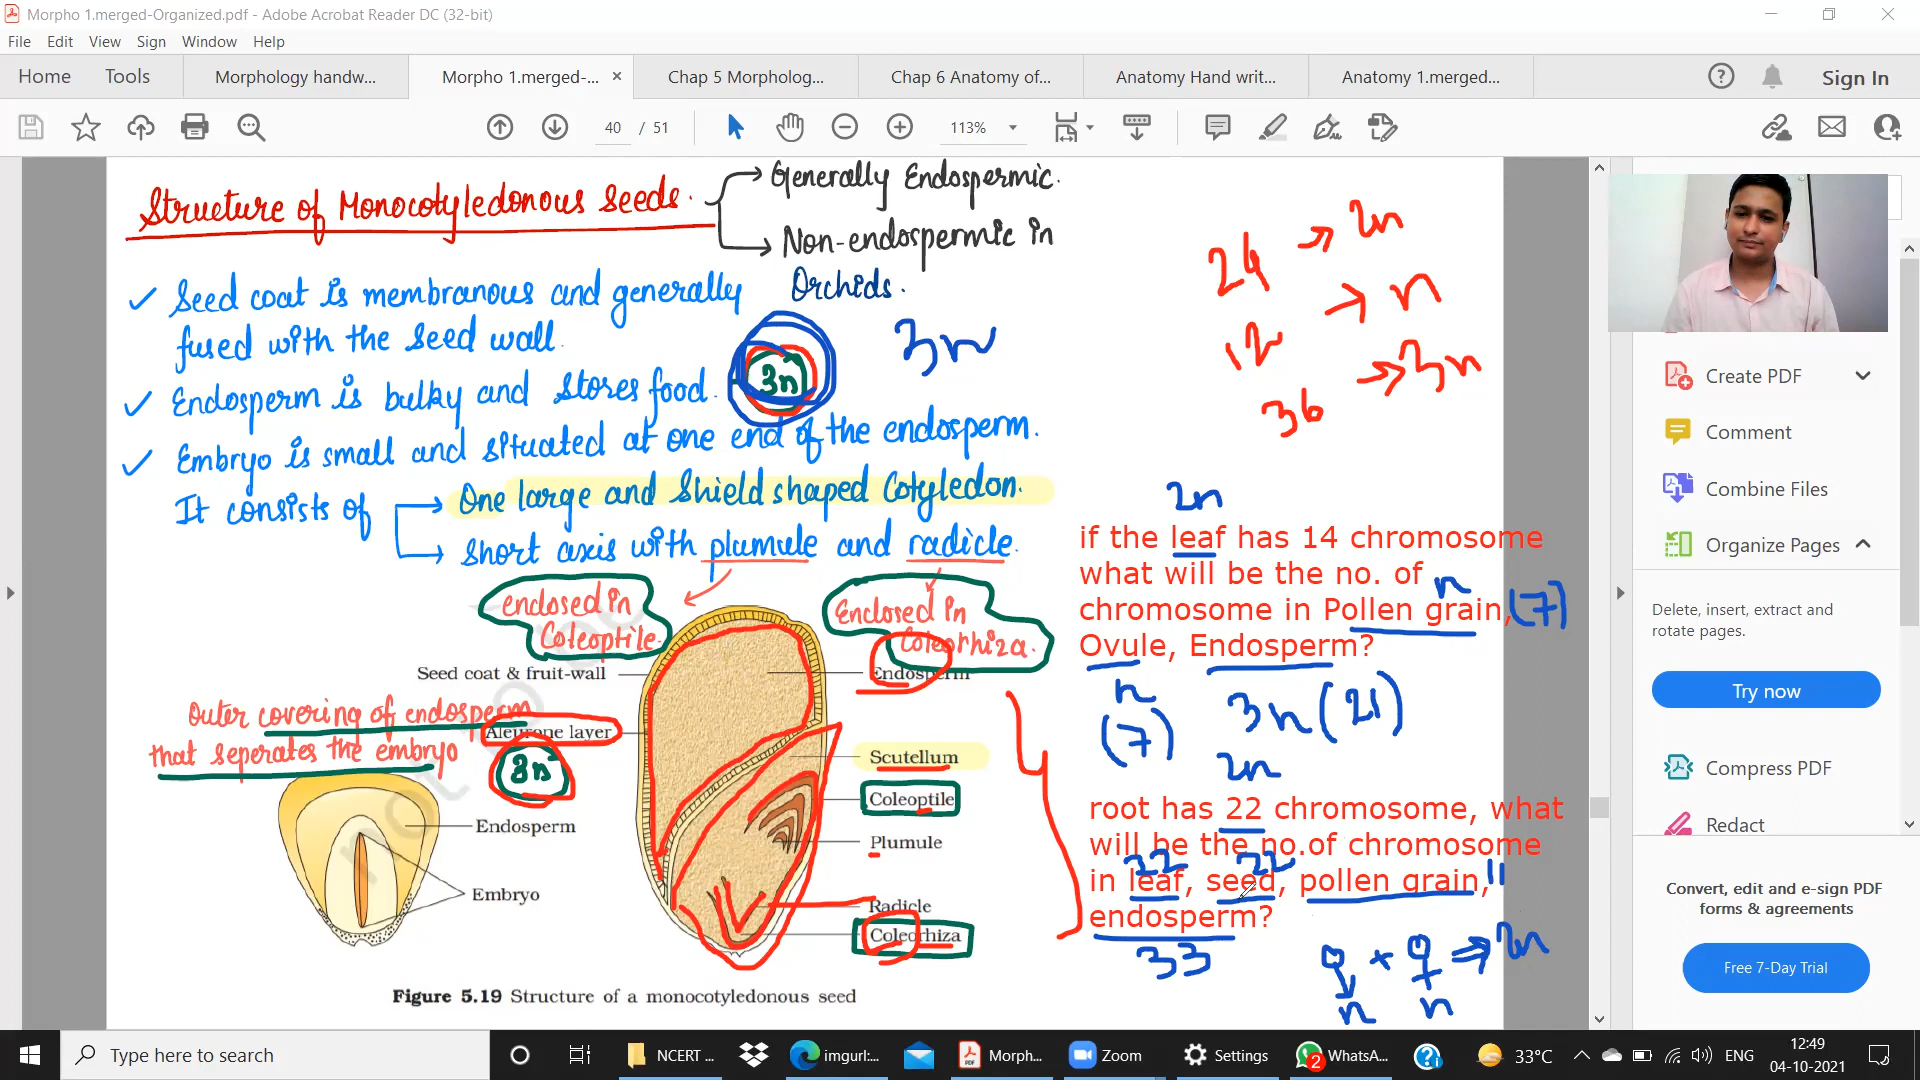 Morpho 1.merged-Organized.pdf - Adobe Acrobat Reader DC (32-bit)
File Edit View Sign Window Help
Home Tools Morphology handw... Morpho 1.merged-... × Chap 5 Morpholog... Chap 6 Anatomy of... Anatomy Hand writ... Anatomy 1.merged... Sign In
40 / 51 113%
Structure of Monocotyledonous seeds.
Generally Endospermic.
Non-endospermic in
Orchids.
✓ Seed coat is membranous and generally
fused with the seed wall.
✓ Endosperm is bulky and stores food.
3n
3n
✓ Embryo is small and situated at one end of the endosperm.
It consists of
One large and shield shaped Cotyledon.
short axis with plumule and radicle.
24 → 2n
12 → n
36 → 3n
2n
if the leaf has 14 chromosome
what will be the no. of
n
chromosome in Pollen grain, (7)
Ovule, Endosperm?
n
(7)
3n (21)
2n
root has 22 chromosome, what
will be the no.of chromosome
22 22
in leaf, seed, pollen grain, 11
endosperm?
33
× ⇒ 2n
n n
enclosed in
Coleoptile.
Enclosed in
Coleorhiza.
Seed coat & fruit-wall
Endosperm
Outer covering of endosperm
that seperates the embryo
Aleurone layer
3n
Scutellum
Coleoptile
Plumule
Radicle
Coleorhiza
Endosperm
Embryo
Figure 5.19 Structure of a monocotyledonous seed
Create PDF
Comment
Combine Files
Organize Pages
Delete, insert, extract and
rotate pages.
Try now
Compress PDF
Redact
Convert, edit and e-sign PDF
forms & agreements
Free 7-Day Trial
Type here to search
NCERT ...
imgurl:...
Morph...
Zoom
Settings
2
WhatsA...
33°C
ENG
12:49
04-10-2021